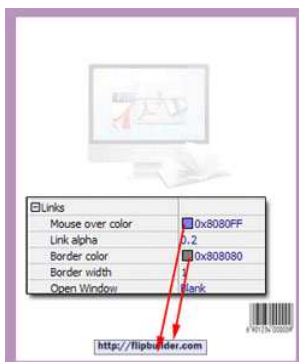 Links
Mouse over color 0x8080FF
Link alpha 0.2
Border color 0x808080
Border width 1
Open Window Blank
http://flipbuilder.com